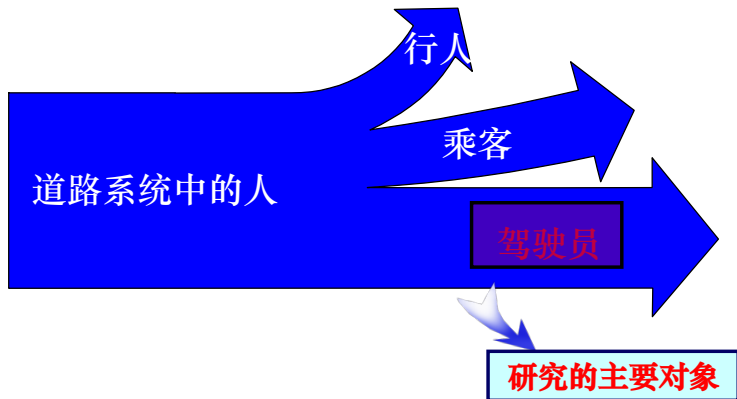 行人
乘客
道路系统中的人
驾驶员
研究的主要对象